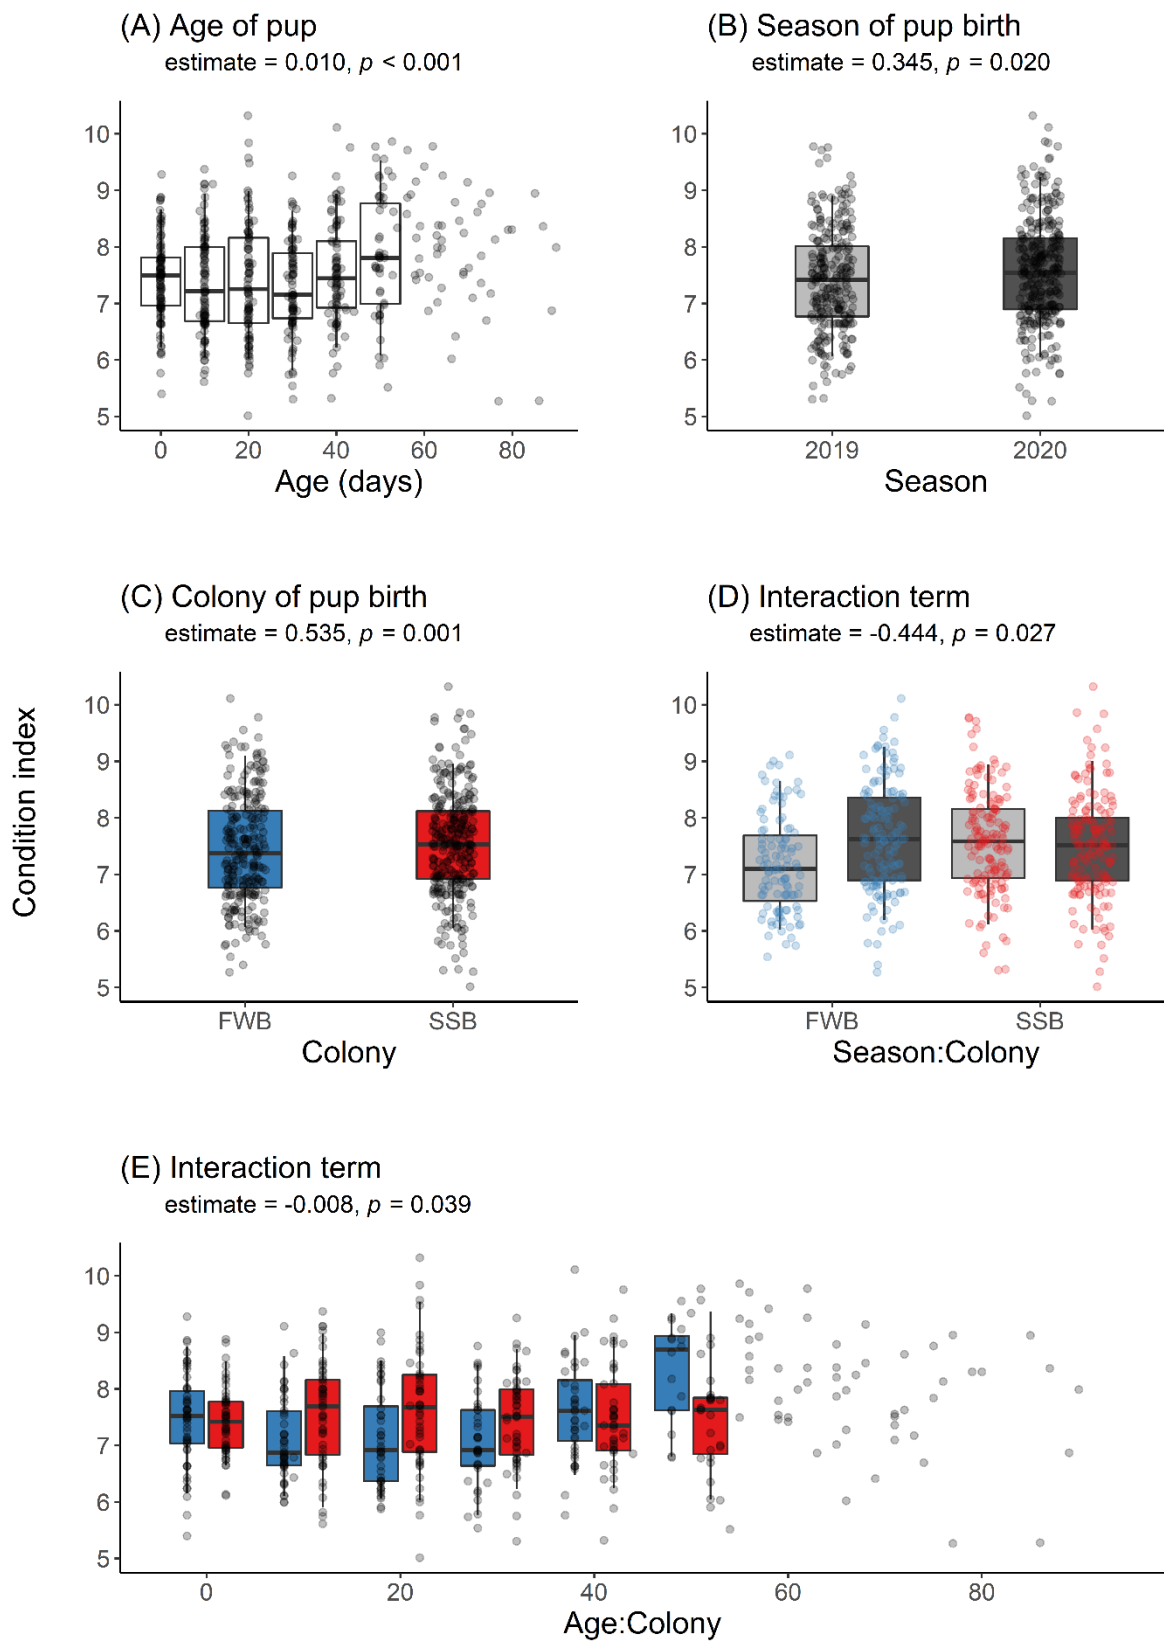 (A) Age of pup
estimate = 0.010, p < 0.001
10
9
8
7
6
5
0 20 40 60 80
Age (days)
(B) Season of pup birth
estimate = 0.345, p = 0.020
10
9
8
7
6
5
2019 2020
Season
Condition index
(C) Colony of pup birth
estimate = 0.535, p = 0.001
10
9
8
7
6
5
FWB SSB
Colony
(D) Interaction term
estimate = -0.444, p = 0.027
10
9
8
7
6
5
FWB SSB
Season:Colony
(E) Interaction term
estimate = -0.008, p = 0.039
10
9
8
7
6
5
0 20 40 60 80
Age:Colony